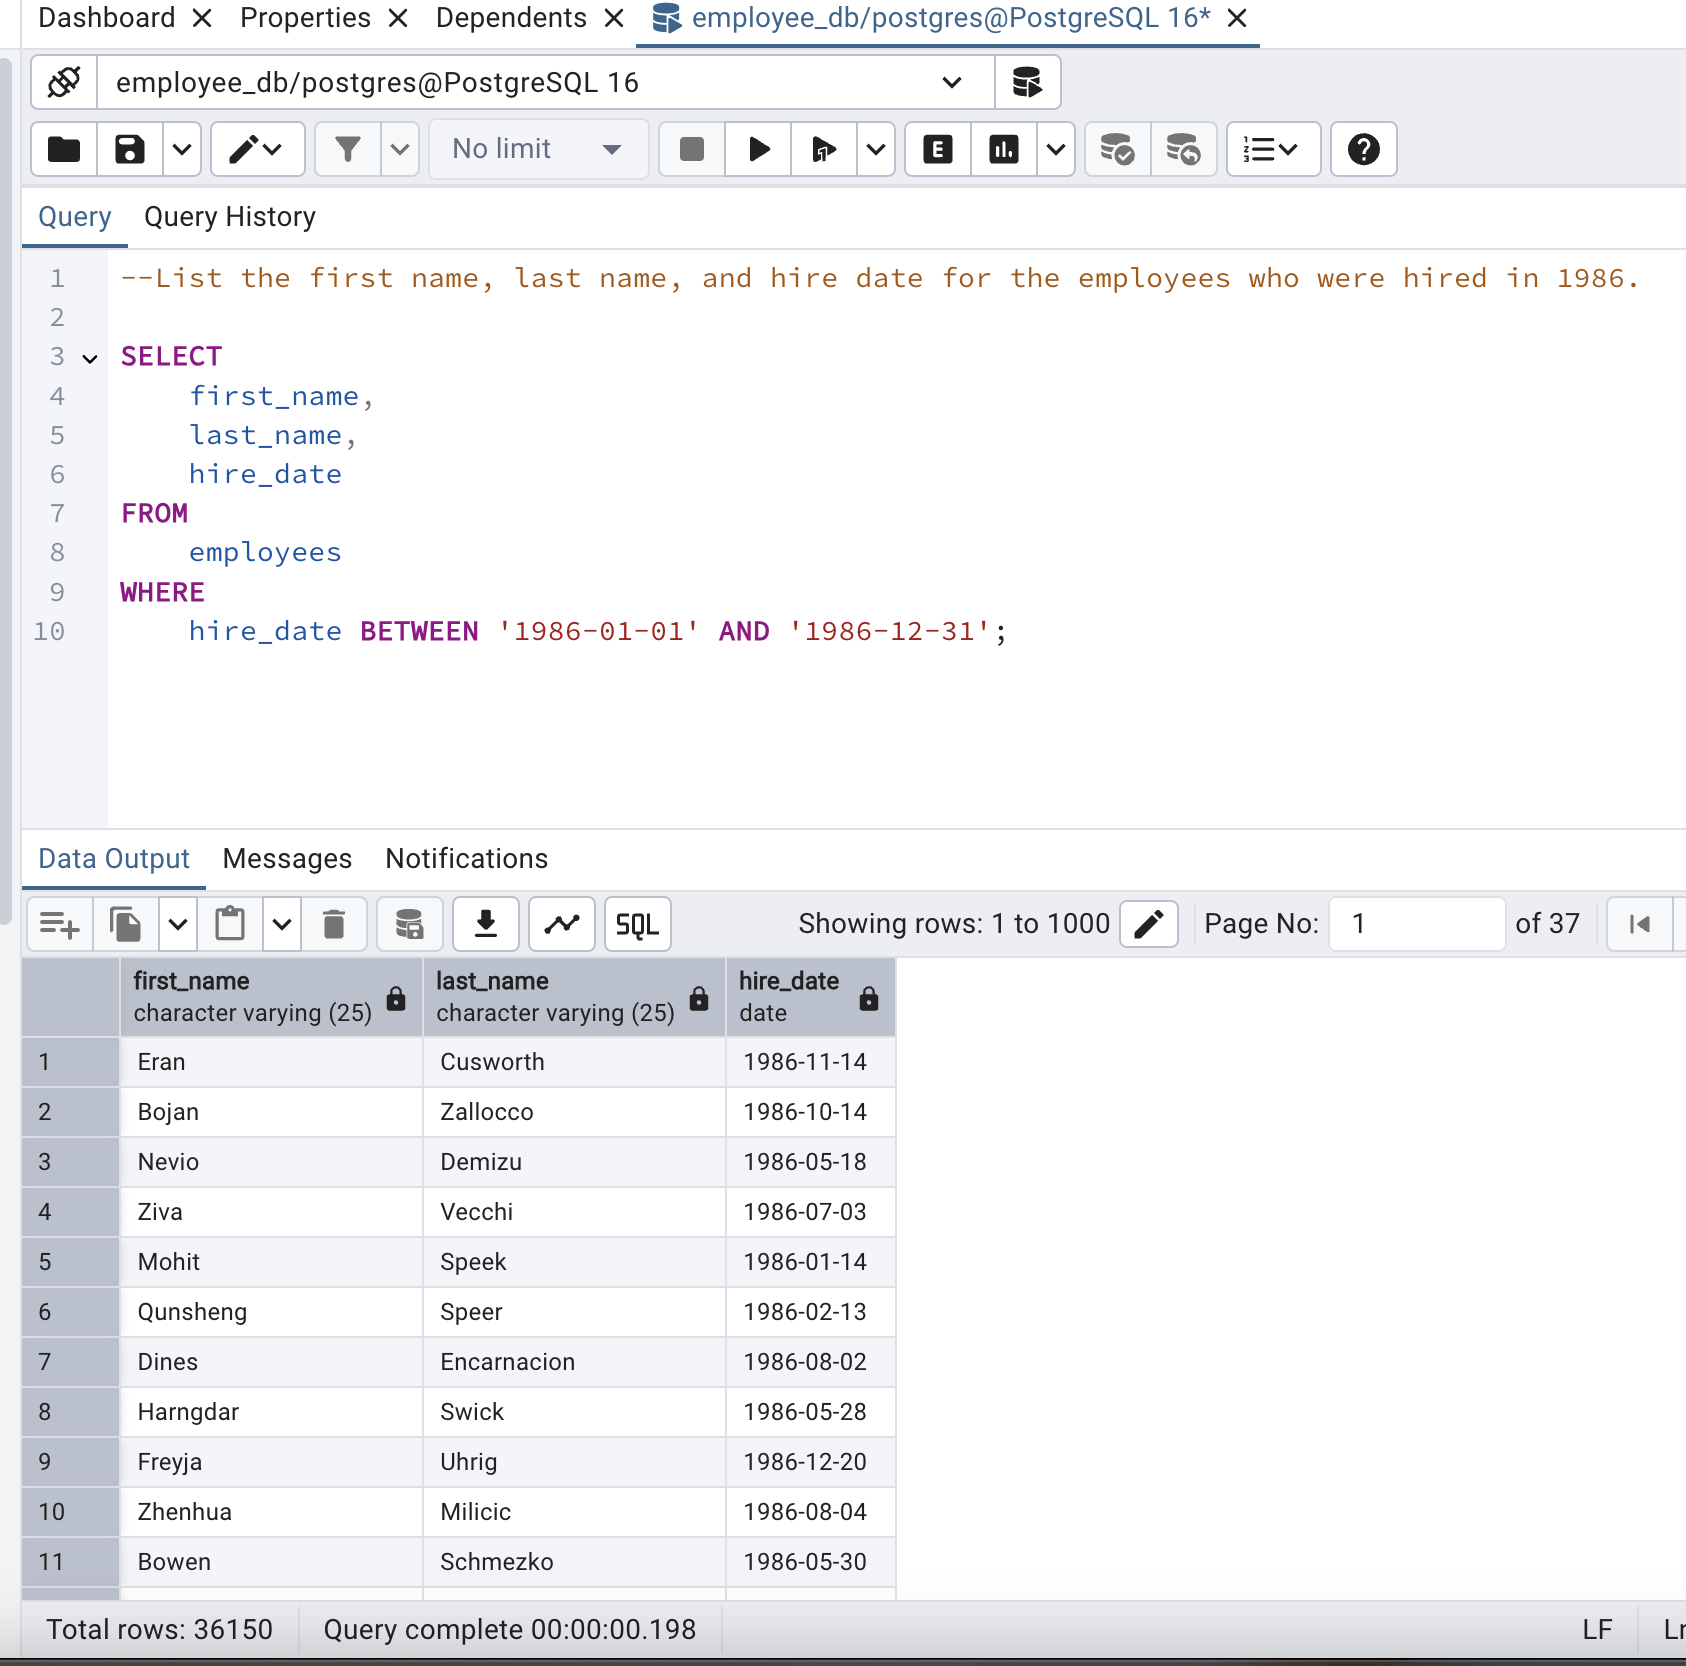 Dashboard Properties Dependents employee_db/postgres@PostgreSQL 16*
employee_db/postgres@PostgreSQL 16
No limit E 1
Query Query History
1 --List the first name, last name, and hire date for the employees who were hired in 1986.
2
3 SELECT
4 first_name,
5 last_name,
6 hire_date
7 FROM
8 employees
9 WHERE
10 hire_date BETWEEN '1986-01-01' AND '1986-12-31';
Data Output Messages Notifications
SQL Showing rows: 1 to 1000 Page No: 1 of 37
first_name last_name hire_date
character varying (25) character varying (25) date
1 Eran Cusworth 1986-11-14
2 Bojan Zallocco 1986-10-14
3 Nevio Demizu 1986-05-18
4 Ziva Vecchi 1986-07-03
5 Mohit Speek 1986-01-14
6 Qunsheng Speer 1986-02-13
7 Dines Encarnacion 1986-08-02
8 Harngdar Swick 1986-05-28
9 Freyja Uhrig 1986-12-20
10 Zhenhua Milicic 1986-08-04
11 Bowen Schmezko 1986-05-30
Total rows: 36150 Query complete 00:00:00.198 LF